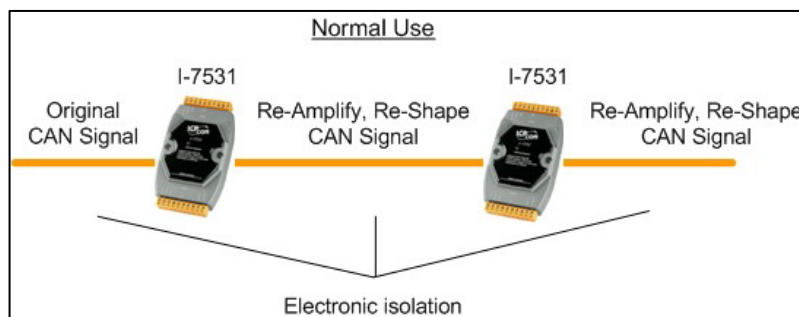 Normal Use
I-7531
I-7531
Original
CAN Signal
Re-Amplify, Re-Shape
CAN Signal
Re-Amplify, Re-Shape
CAN Signal
Electronic isolation